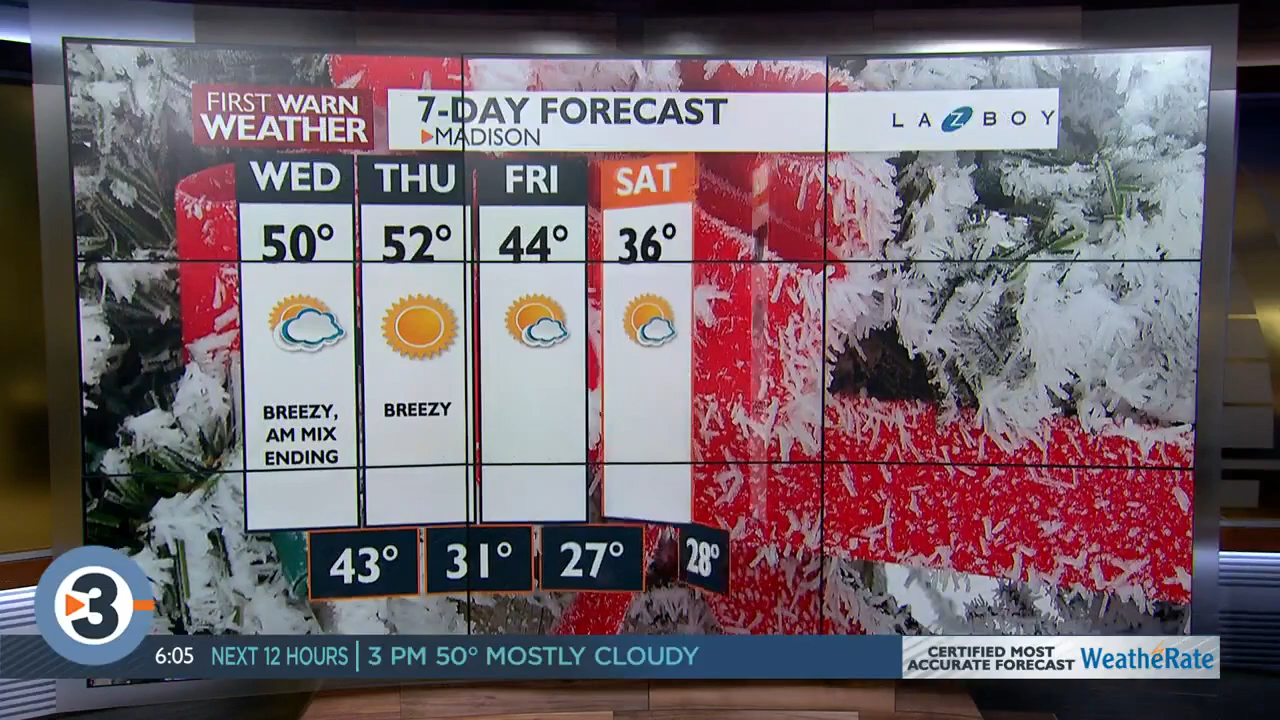 FIRST WARN
WEATHER
7-DAY FORECAST
MADISON
LA Z BOY
WED
THU
FRI
SAT
50°
52°
44°
36°
BREEZY,
AM MIX
ENDING
BREEZY
43°
31°
27°
28°
3
6:05
NEXT 12 HOURS
3 PM 50° MOSTLY CLOUDY
CERTIFIED MOST
ACCURATE FORECAST
WeatheRate